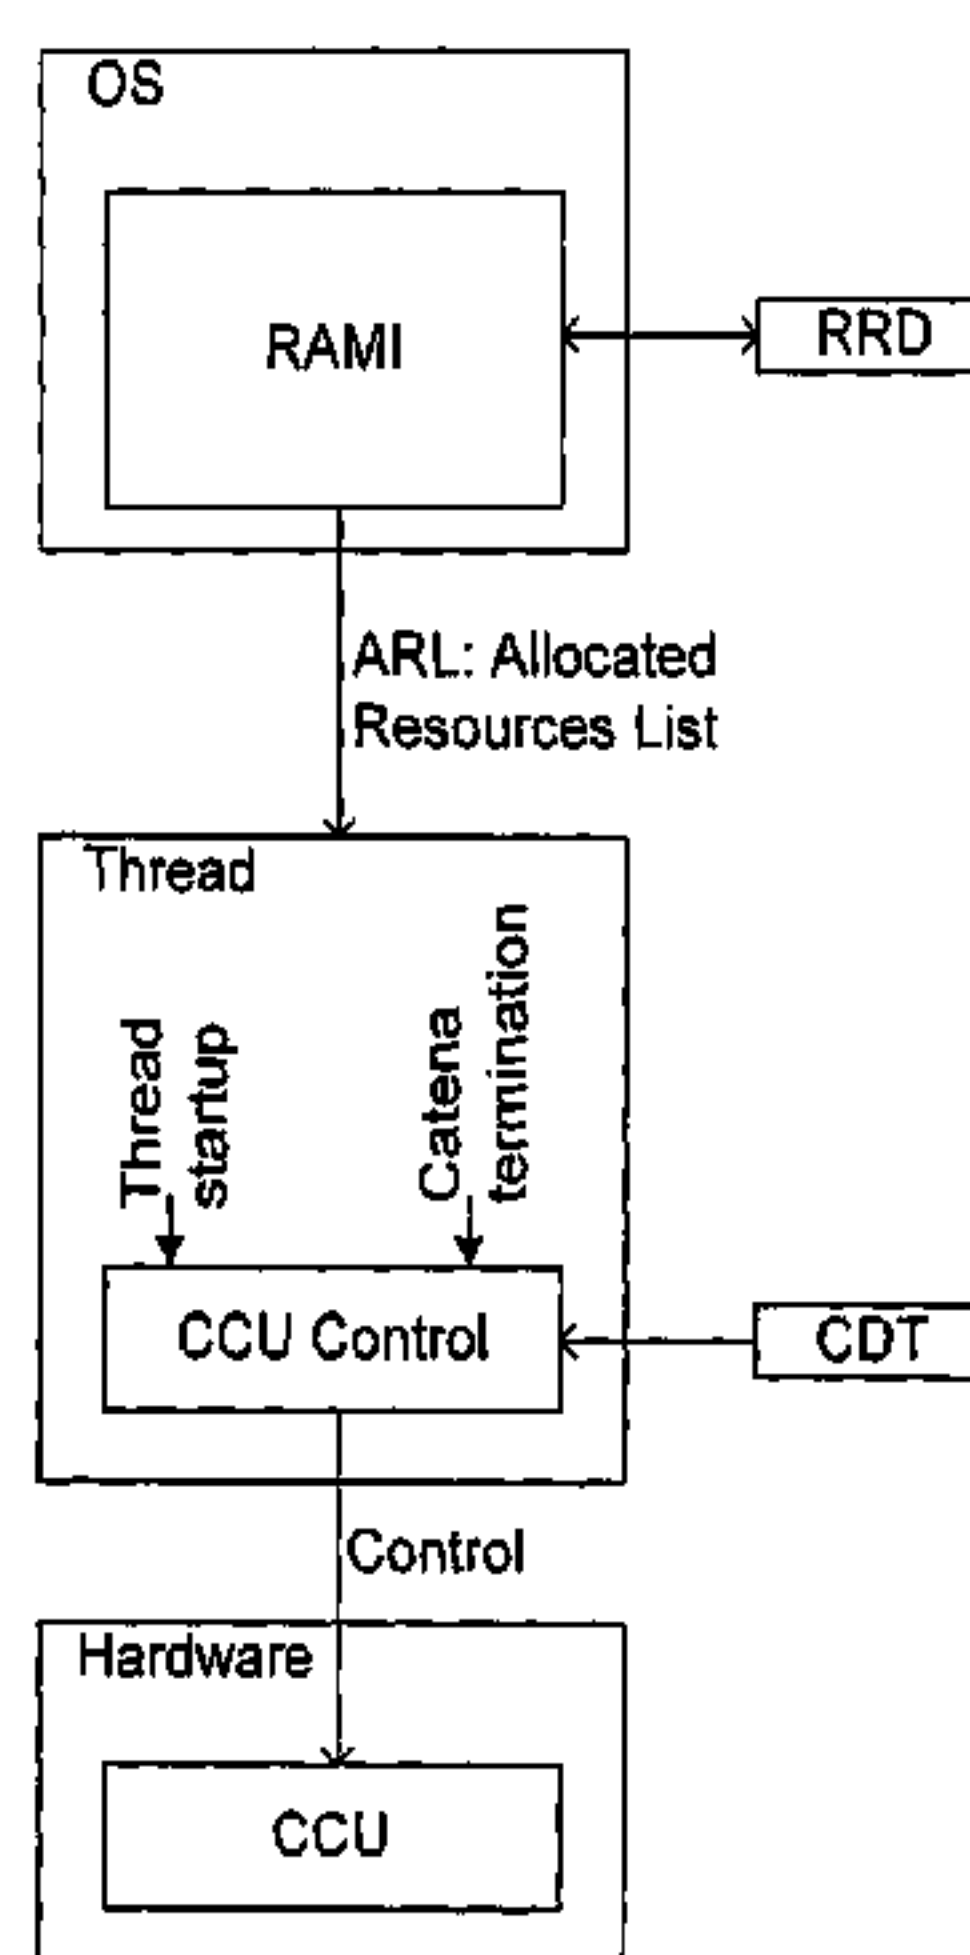 OS
RAMI
RRD
ARL: Allocated
Resources List
Thread
Thread
startup
Catena
termination
CCU Control
CDT
Control
Hardware
CCU